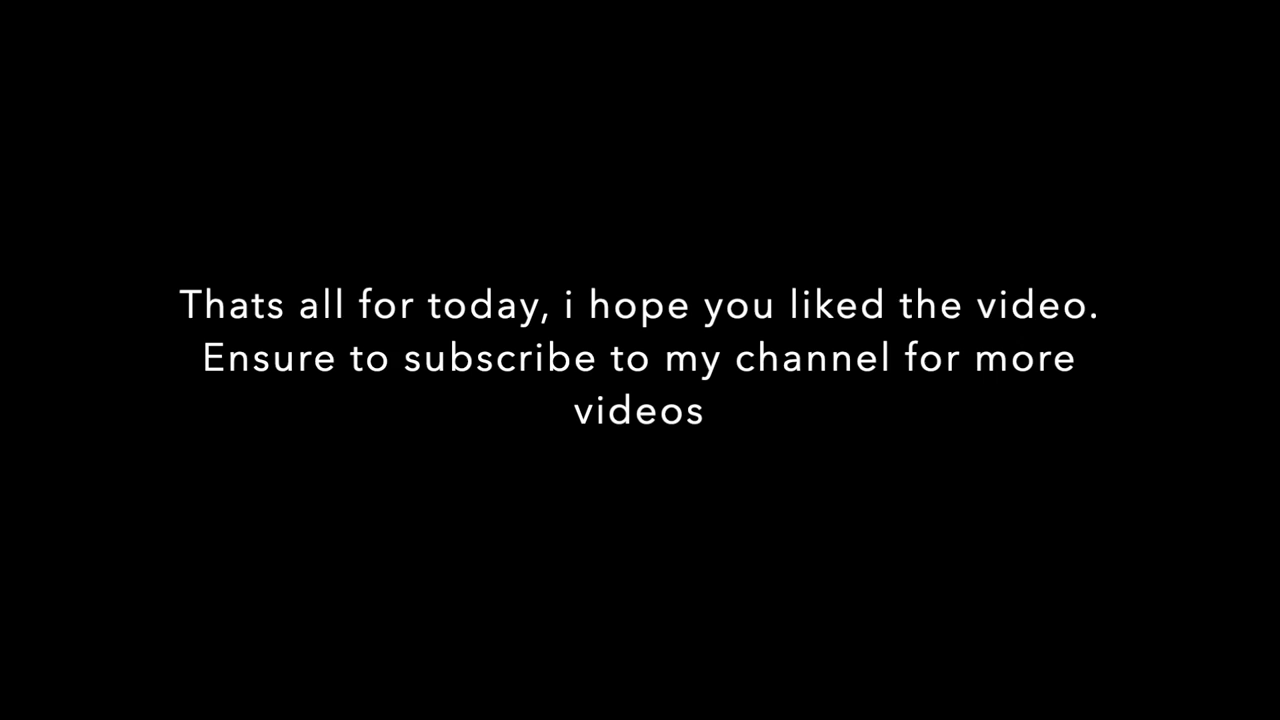 Thats all for today, i hope you liked the video.
Ensure to subscribe to my channel for more
videos